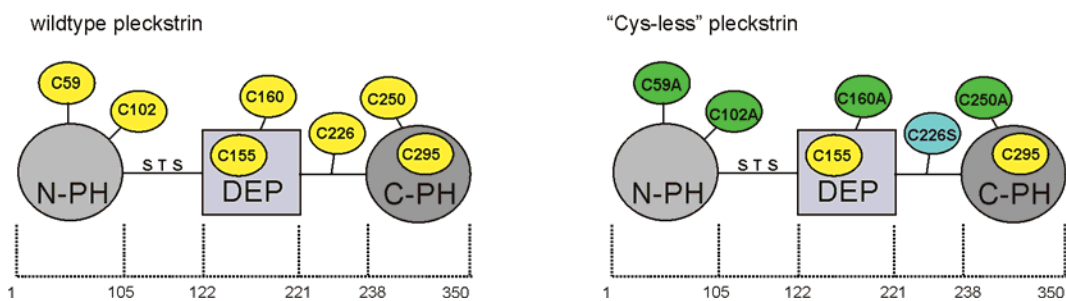 wildtype pleckstrin
"Cys-less" pleckstrin
C59
C102
C160
C250
C226
C155
C295
N-PH
S T S
DEP
C-PH
1 105 122 221 238 350
C59A
C102A
C160A
C250A
C226S
C155
C295
N-PH
S T S
DEP
C-PH
1 105 122 221 238 350